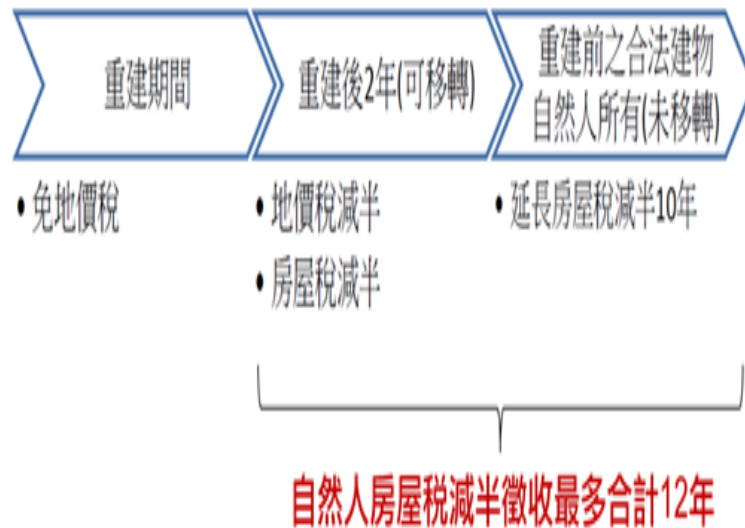 重建期間
重建後2年(可移轉)
重建前之合法建物
自然人所有(未移轉)
• 免地價稅
• 地價稅減半
• 房屋稅減半
• 延長房屋稅減半10年
自然人房屋稅減半徵收最多合計12年